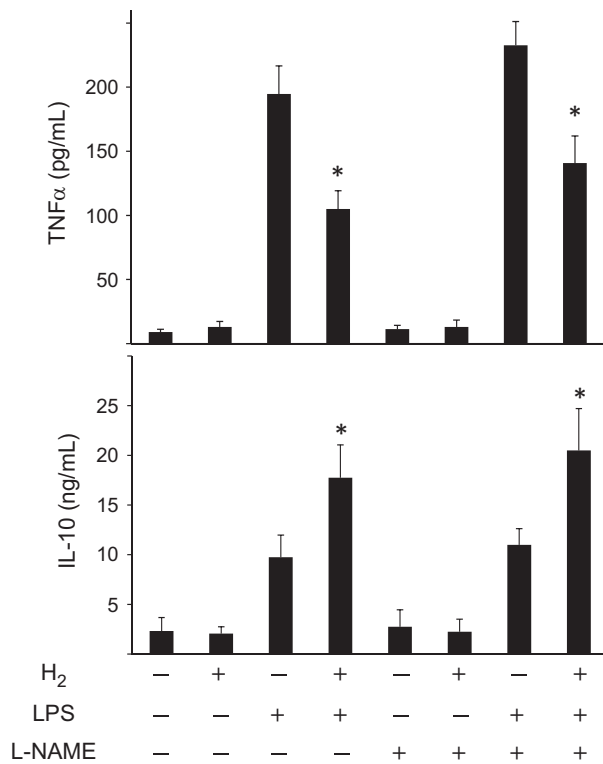 TNFα (pg/mL)
200
150
100
50
*
*
IL-10 (ng/mL)
25
20
15
10
5
*
*
H₂ – + – + – + – +
LPS – – + + – – + +
L-NAME – – – – + + + +